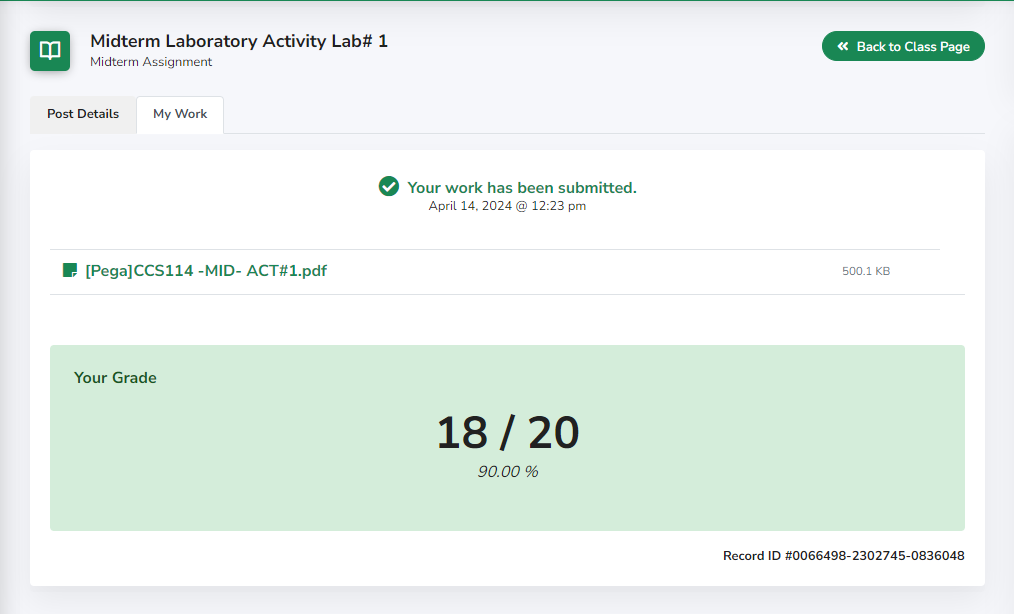 Midterm Laboratory Activity Lab# 1
Midterm Assignment
Back to Class Page
Post Details
My Work
Your work has been submitted.
April 14, 2024 @ 12:23 pm
[Pega]CCS114 -MID- ACT#1.pdf
500.1 KB
Your Grade
18 / 20
90.00 %
Record ID #0066498-2302745-0836048